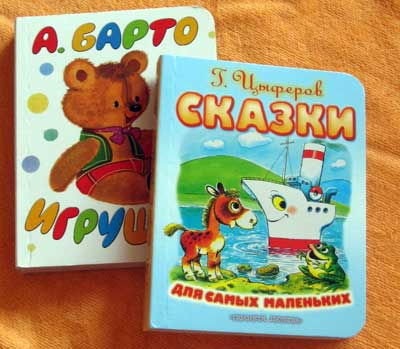 А. БАРТО
ИГРУШ
Г. Цыферов
СКАЗКИ
ДЛЯ САМЫХ МАЛЕНЬКИХ